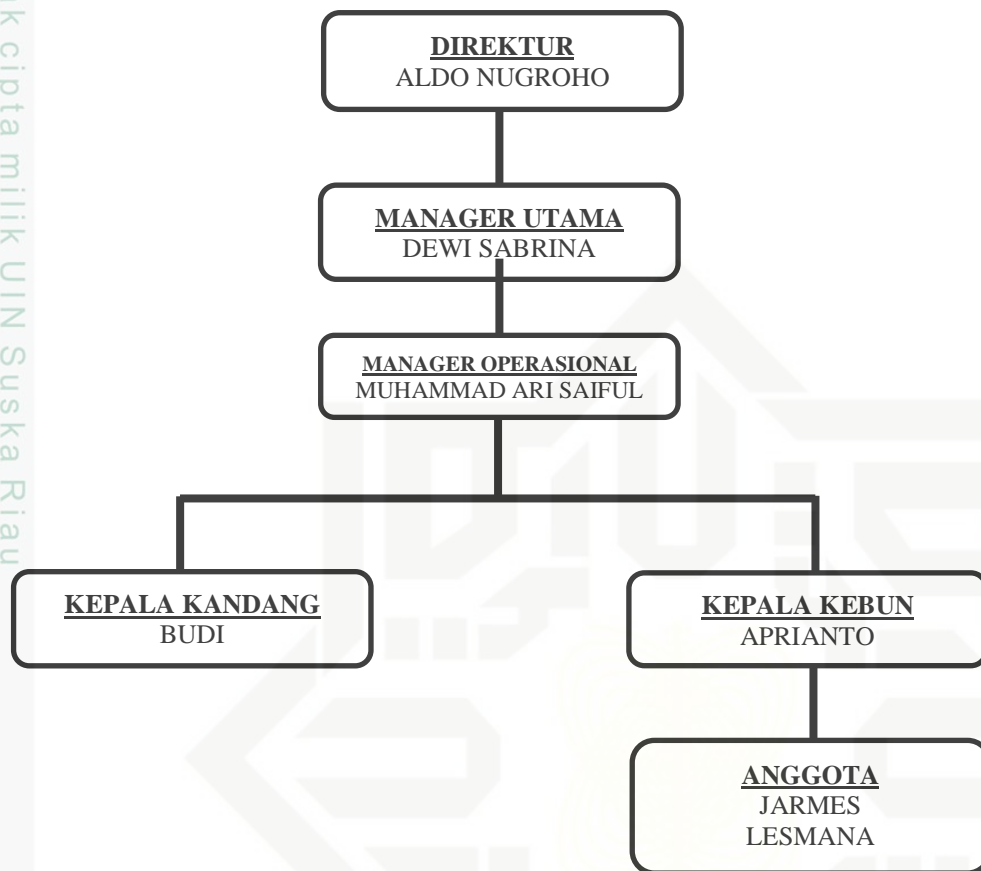 k cipta milik UIN Suska Riau
DIREKTUR
ALDO NUGROHO
MANAGER UTAMA
DEWI SABRINA
MANAGER OPERASIONAL
MUHAMMAD ARI SAIFUL
KEPALA KANDANG
BUDI
KEPALA KEBUN
APRIANTO
ANGGOTA
JARMES
LESMANA